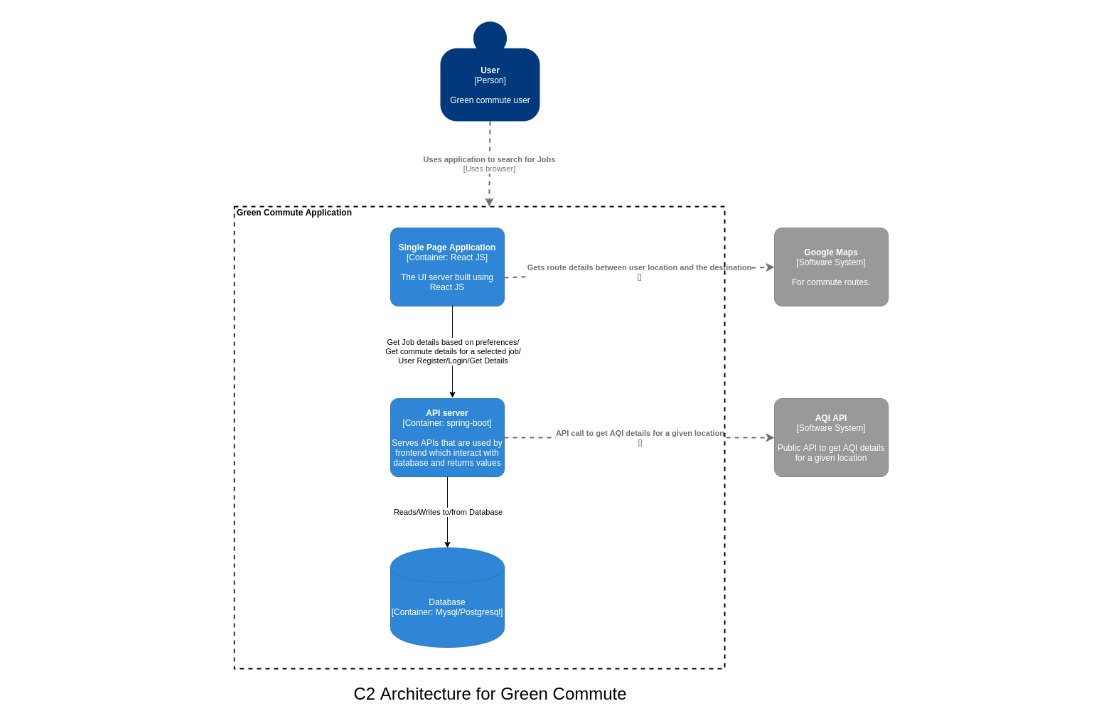 User
[Person]
Green commute user
Uses application to search for Jobs
[Uses browser]
Green Commute Application
SIngle Page Application
[Container: React JS]
The UI server built using
React JS
Gets route details between user location and the destination
[]
Google Maps
[Software System]
For commute routes.
Get Job details based on preferences/
Get commute details for a selected job/
User Register/Login/Get Details
API server
[Container: spring-boot]
Serves APIs that are used by
frontend which interact with
database and returns values
API call to get AQI details for a given location
[]
AQI API
[Software System]
Public API to get AQI details
for a given location
Reads/Writes to/from Database
Database
[Container: Mysql/Postgresql]
C2 Architecture for Green Commute